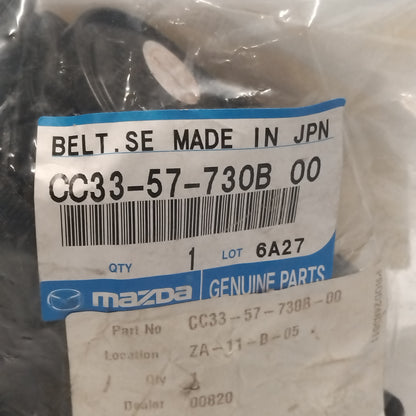 BELT.SE MADE IN JPN
CC33-57-730B 00
QTY 1 LOT 6A27
mazda GENUINE PARTS
Part No CC33-57-730B-00
Location ZA-11-B-05
Qty 1
Dealer 00820